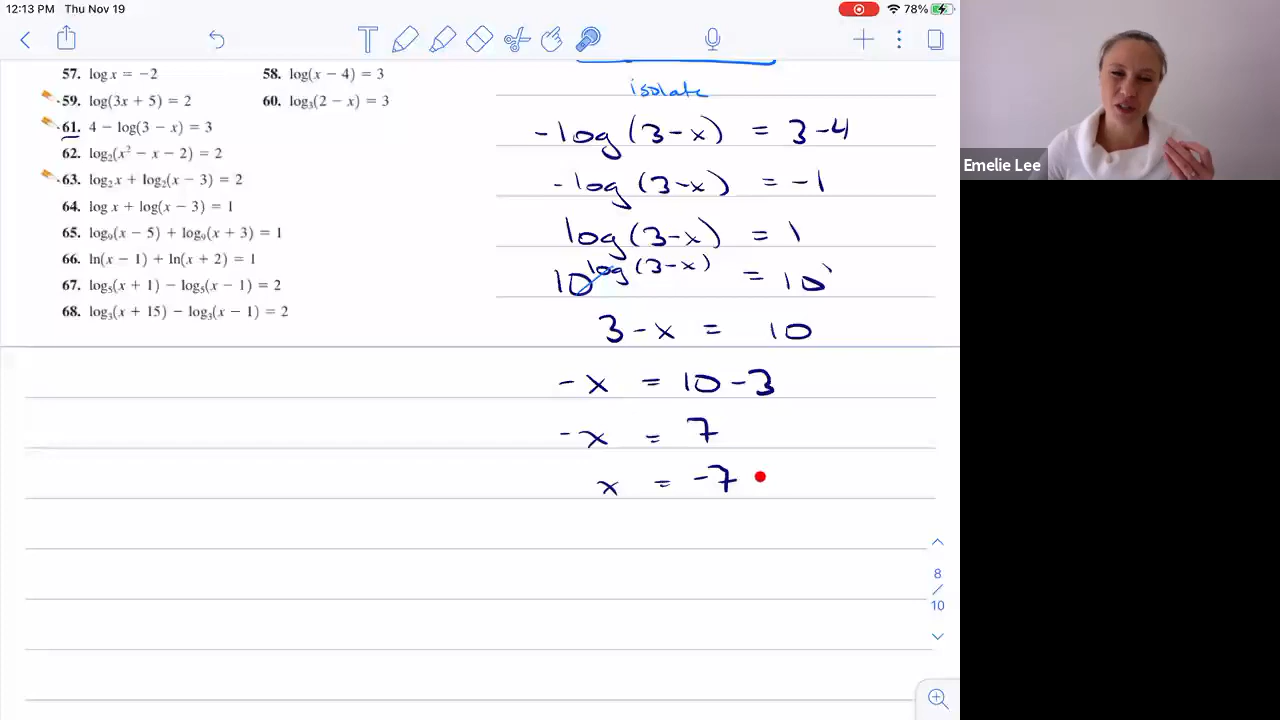 12:13 PM Thu Nov 19
78%
57. log x = −2
58. log(x − 4) = 3
59. log(3x + 5) = 2
60. log₃(2 − x) = 3
61. 4 − log(3 − x) = 3
62. log₂(x² − x − 2) = 2
63. log₂x + log₂(x − 3) = 2
64. log x + log(x − 3) = 1
65. log₉(x − 5) + log₉(x + 3) = 1
66. ln(x − 1) + ln(x + 2) = 1
67. log₅(x + 1) − log₅(x − 1) = 2
68. log₃(x + 15) − log₃(x − 1) = 2
isolate
-log (3-x) = 3-4
-log (3-x) = -1
log (3-x) = 1
10^log (3-x) = 10^1
3-x = 10
-x = 10-3
-x = 7
x = -7
8
/
10
Emelie Lee